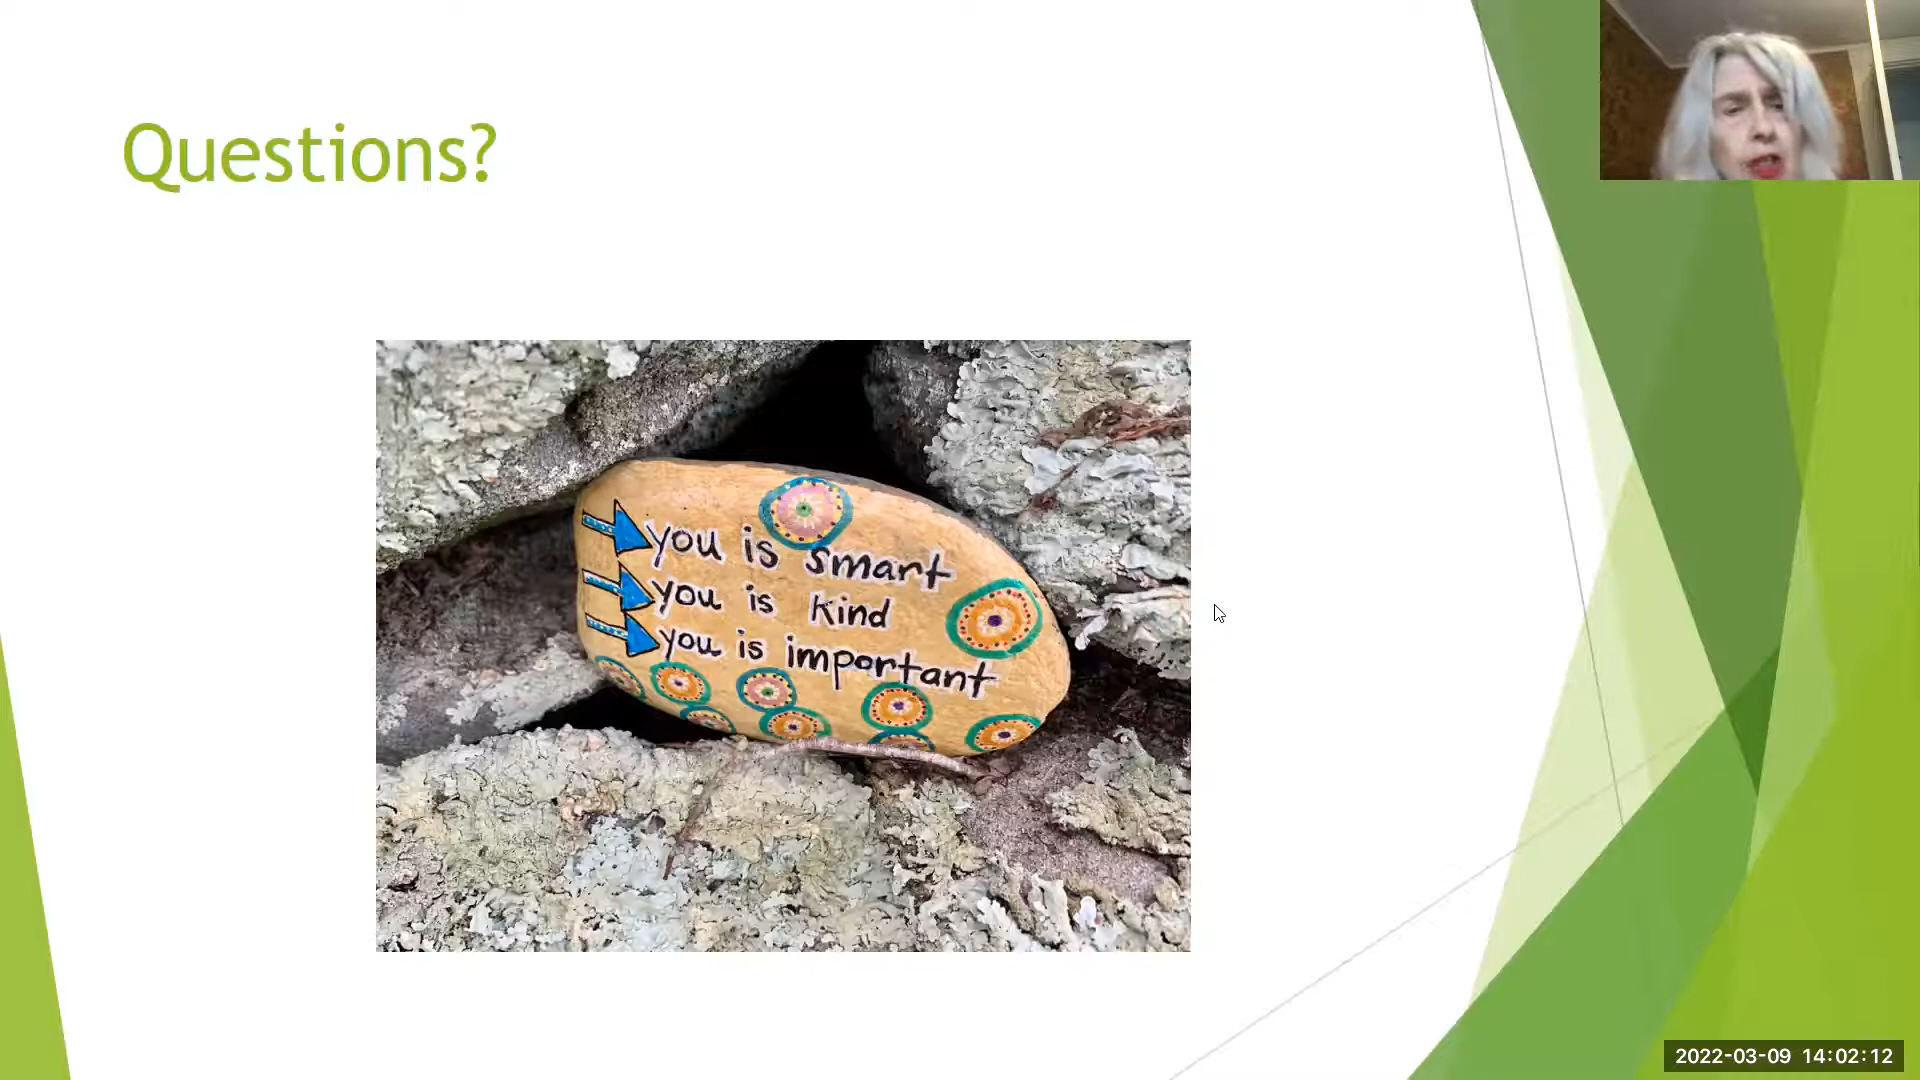 Questions?
you is smart
you is kind
you is important
2022-03-09 14:02:12